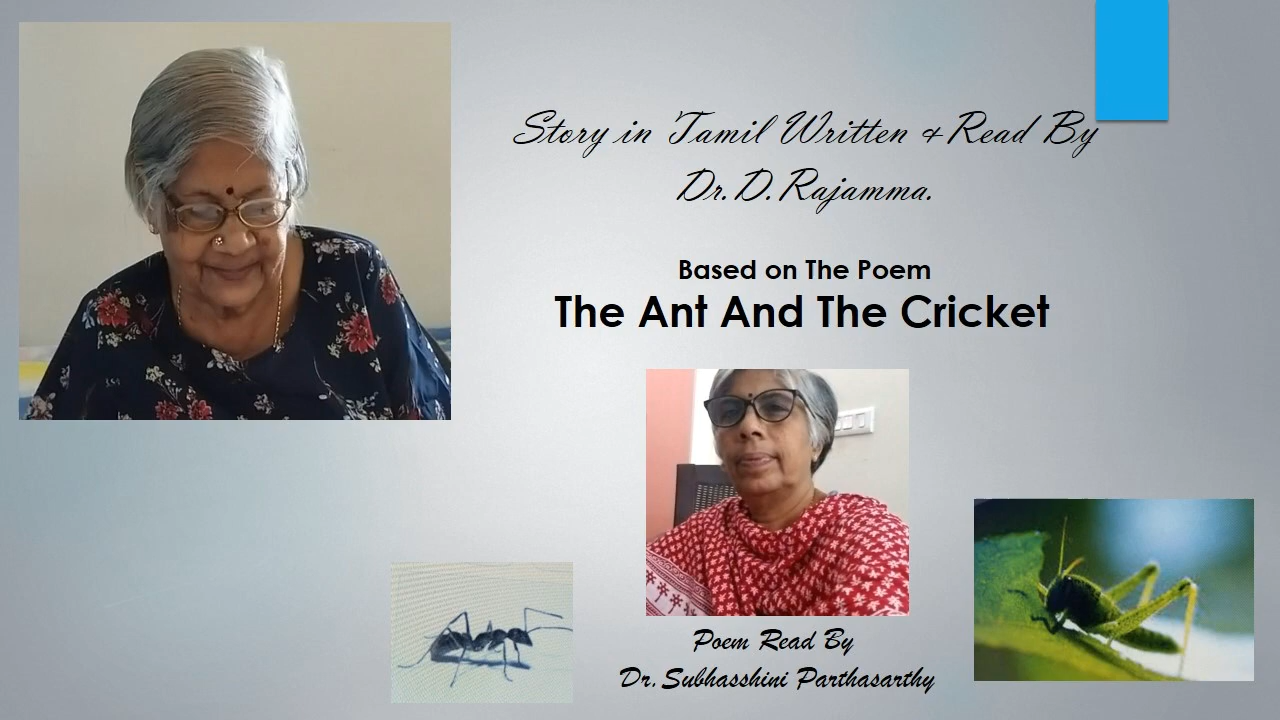 Story in Tamil Written & Read By
Dr. D. Rajamma.
Based on The Poem
The Ant And The Cricket
Poem Read By
Dr. Subhasshini Parthasarthy